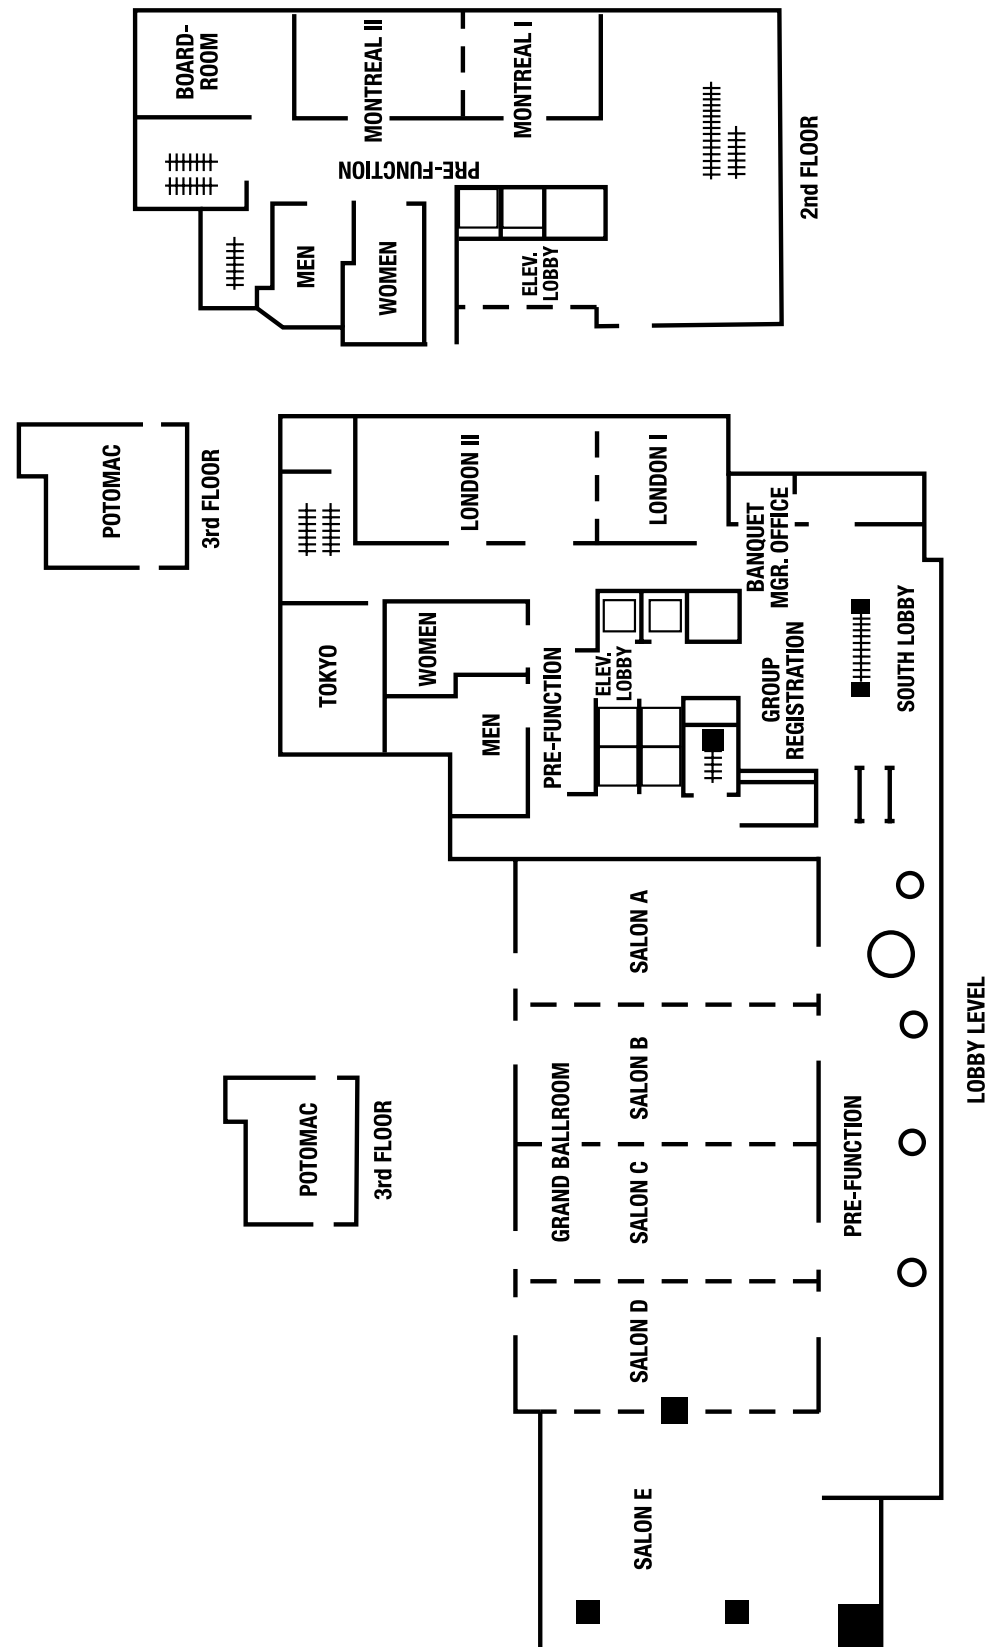 BOARD-
ROOM
MONTREAL II
MONTREAL I
PRE-FUNCTION
MEN
WOMEN
ELEV.
LOBBY
2nd FLOOR
POTOMAC
3rd FLOOR
LONDON II
LONDON I
BANQUET
MGR. OFFICE
TOKYO
WOMEN
MEN
PRE-FUNCTION
ELEV.
LOBBY
GROUP
REGISTRATION
SOUTH LOBBY
SALON A
SALON B
GRAND BALLROOM
SALON C
SALON D
SALON E
PRE-FUNCTION
LOBBY LEVEL
POTOMAC
3rd FLOOR